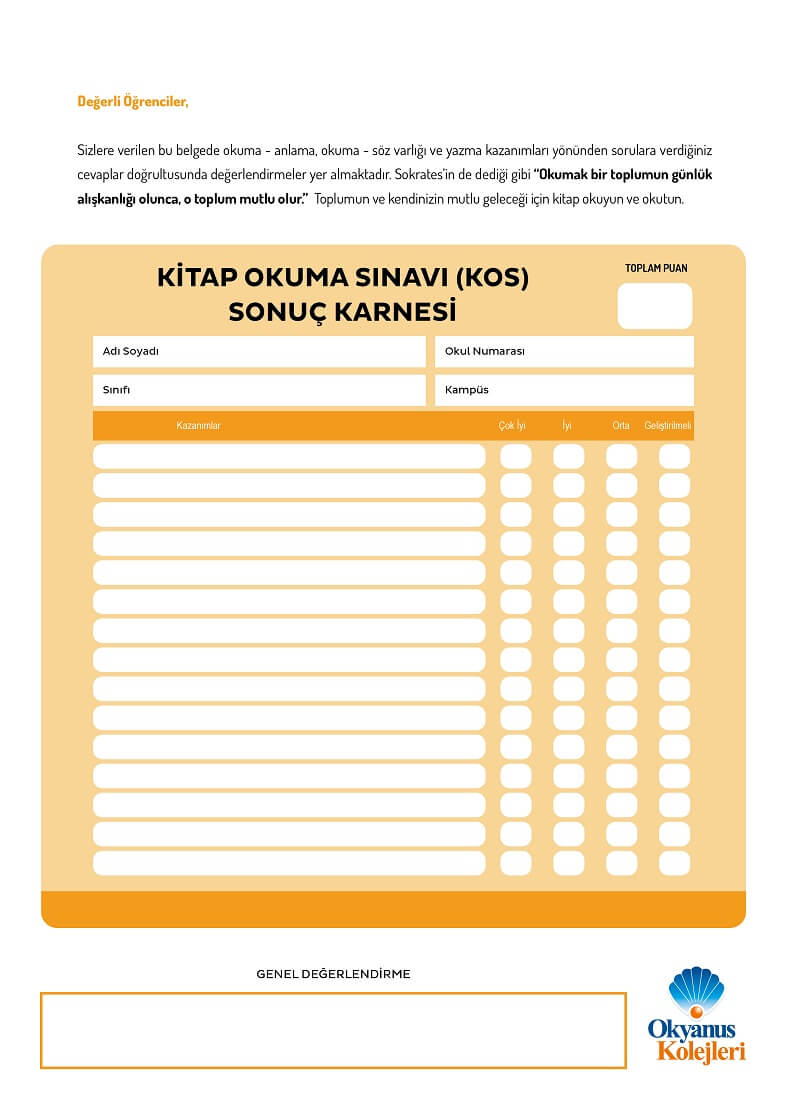 Değerli Öğrenciler,
Sizlere verilen bu belgede okuma - anlama, okuma - söz varlığı ve yazma kazanımları yönünden sorulara verdiğiniz
cevaplar doğrultusunda değerlendirmeler yer almaktadır. Sokrates’in de dediği gibi “Okumak bir toplumun günlük
alışkanlığı olunca, o toplum mutlu olur.” Toplumun ve kendinizin mutlu geleceği için kitap okuyun ve okutun.
KİTAP OKUMA SINAVI (KOS)
SONUÇ KARNESİ
TOPLAM PUAN
Adı Soyadı Okul Numarası
Sınıfı Kampüs
Kazanımlar Çok İyi İyi Orta Geliştirilmeli
GENEL DEĞERLENDİRME
Okyanus
Kolejleri